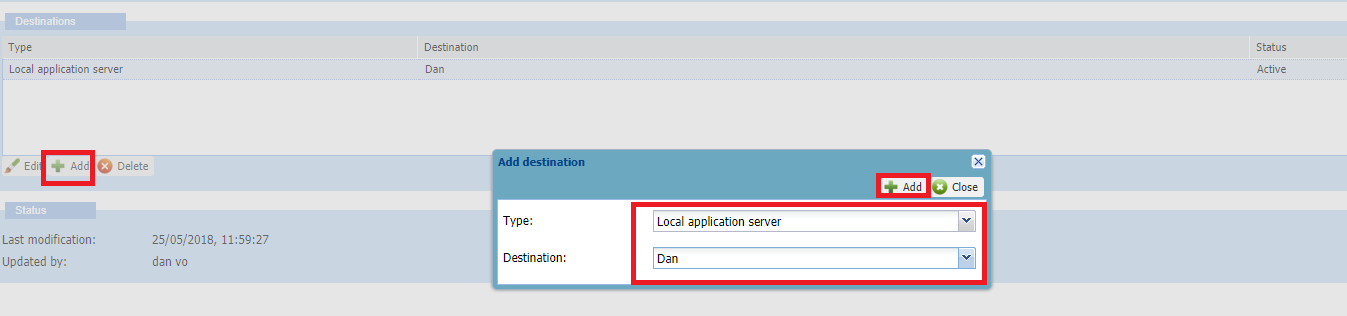 Destinations
Type Destination Status
Local application server Dan Active
Edit Add Delete
Add destination
Add Close
Type: Local application server
Destination: Dan
Status
Last modification: 25/05/2018, 11:59:27
Updated by: dan vo